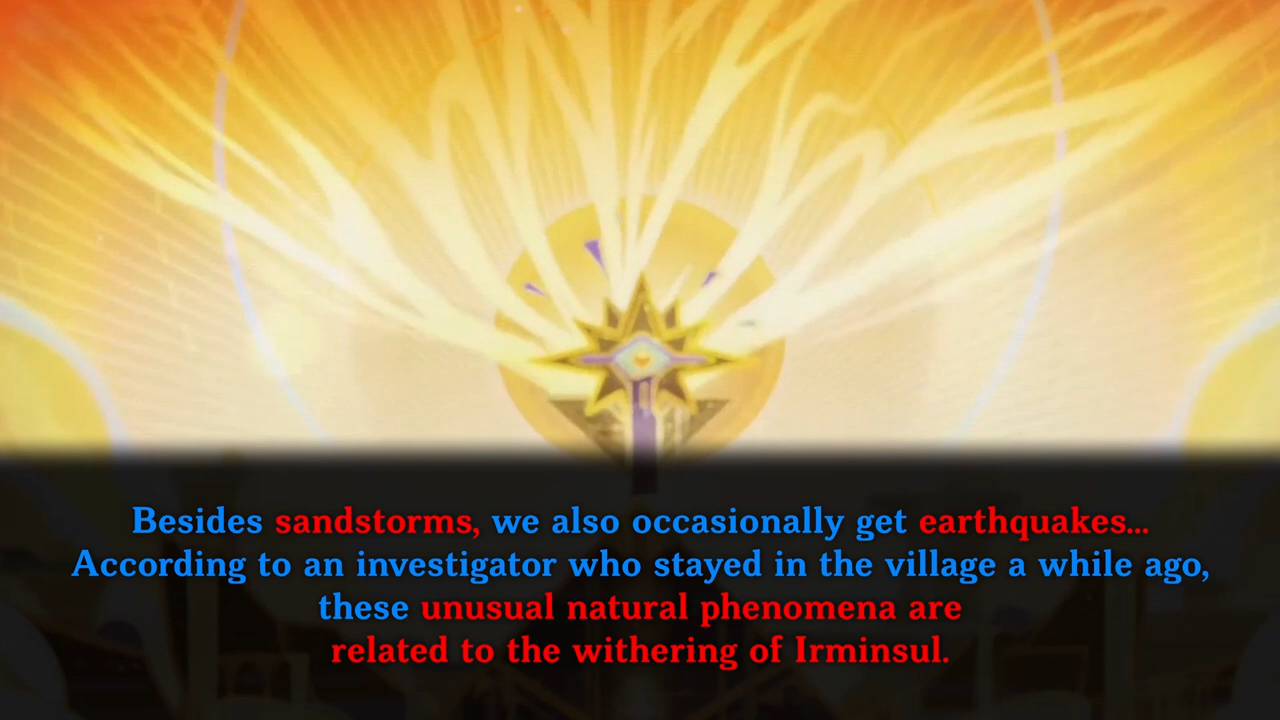 Besides sandstorms, we also occasionally get earthquakes...
According to an investigator who stayed in the village a while ago,
these unusual natural phenomena are
related to the withering of Irminsul.